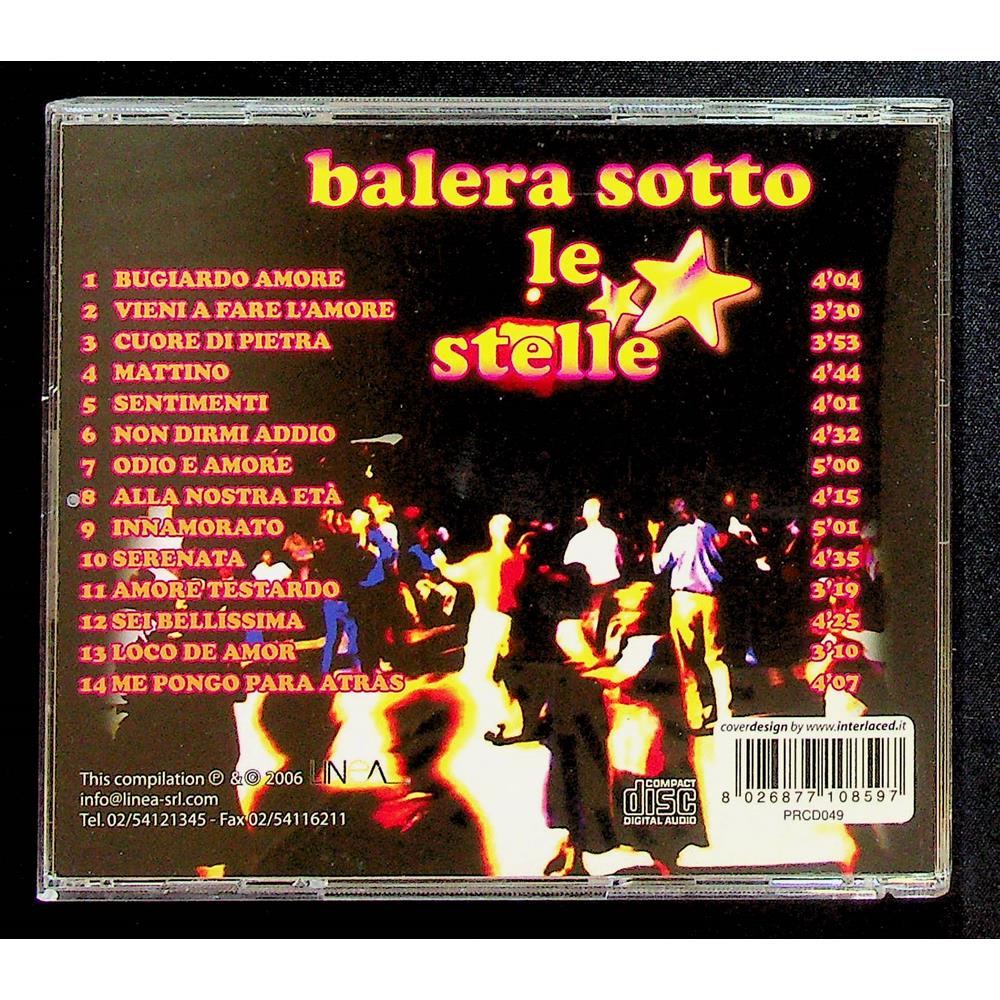 balera sotto
le
stelle
1 BUGIARDO AMORE 4'04
2 VIENI A FARE L'AMORE 3'30
3 CUORE DI PIETRA 3'53
4 MATTINO 4'44
5 SENTIMENTI 4'01
6 NON DIRMI ADDIO 4'32
7 ODIO E AMORE 5'00
8 ALLA NOSTRA ETÀ 4'15
9 INNAMORATO 5'01
10 SERENATA 4'35
11 AMORE TESTARDO 3'19
12 SEI BELLISSIMA 4'25
13 LOCO DE AMOR 3'10
14 ME PONGO PARA ATRÀS 4'07
This compilation ℗ & © 2006 LINEA
info@linea-srl.com
Tel. 02/54121345 - Fax 02/54116211
COMPACT
disc
DIGITAL AUDIO
coverdesign by www.interlaced.it
8 026877 108597
PRCD049